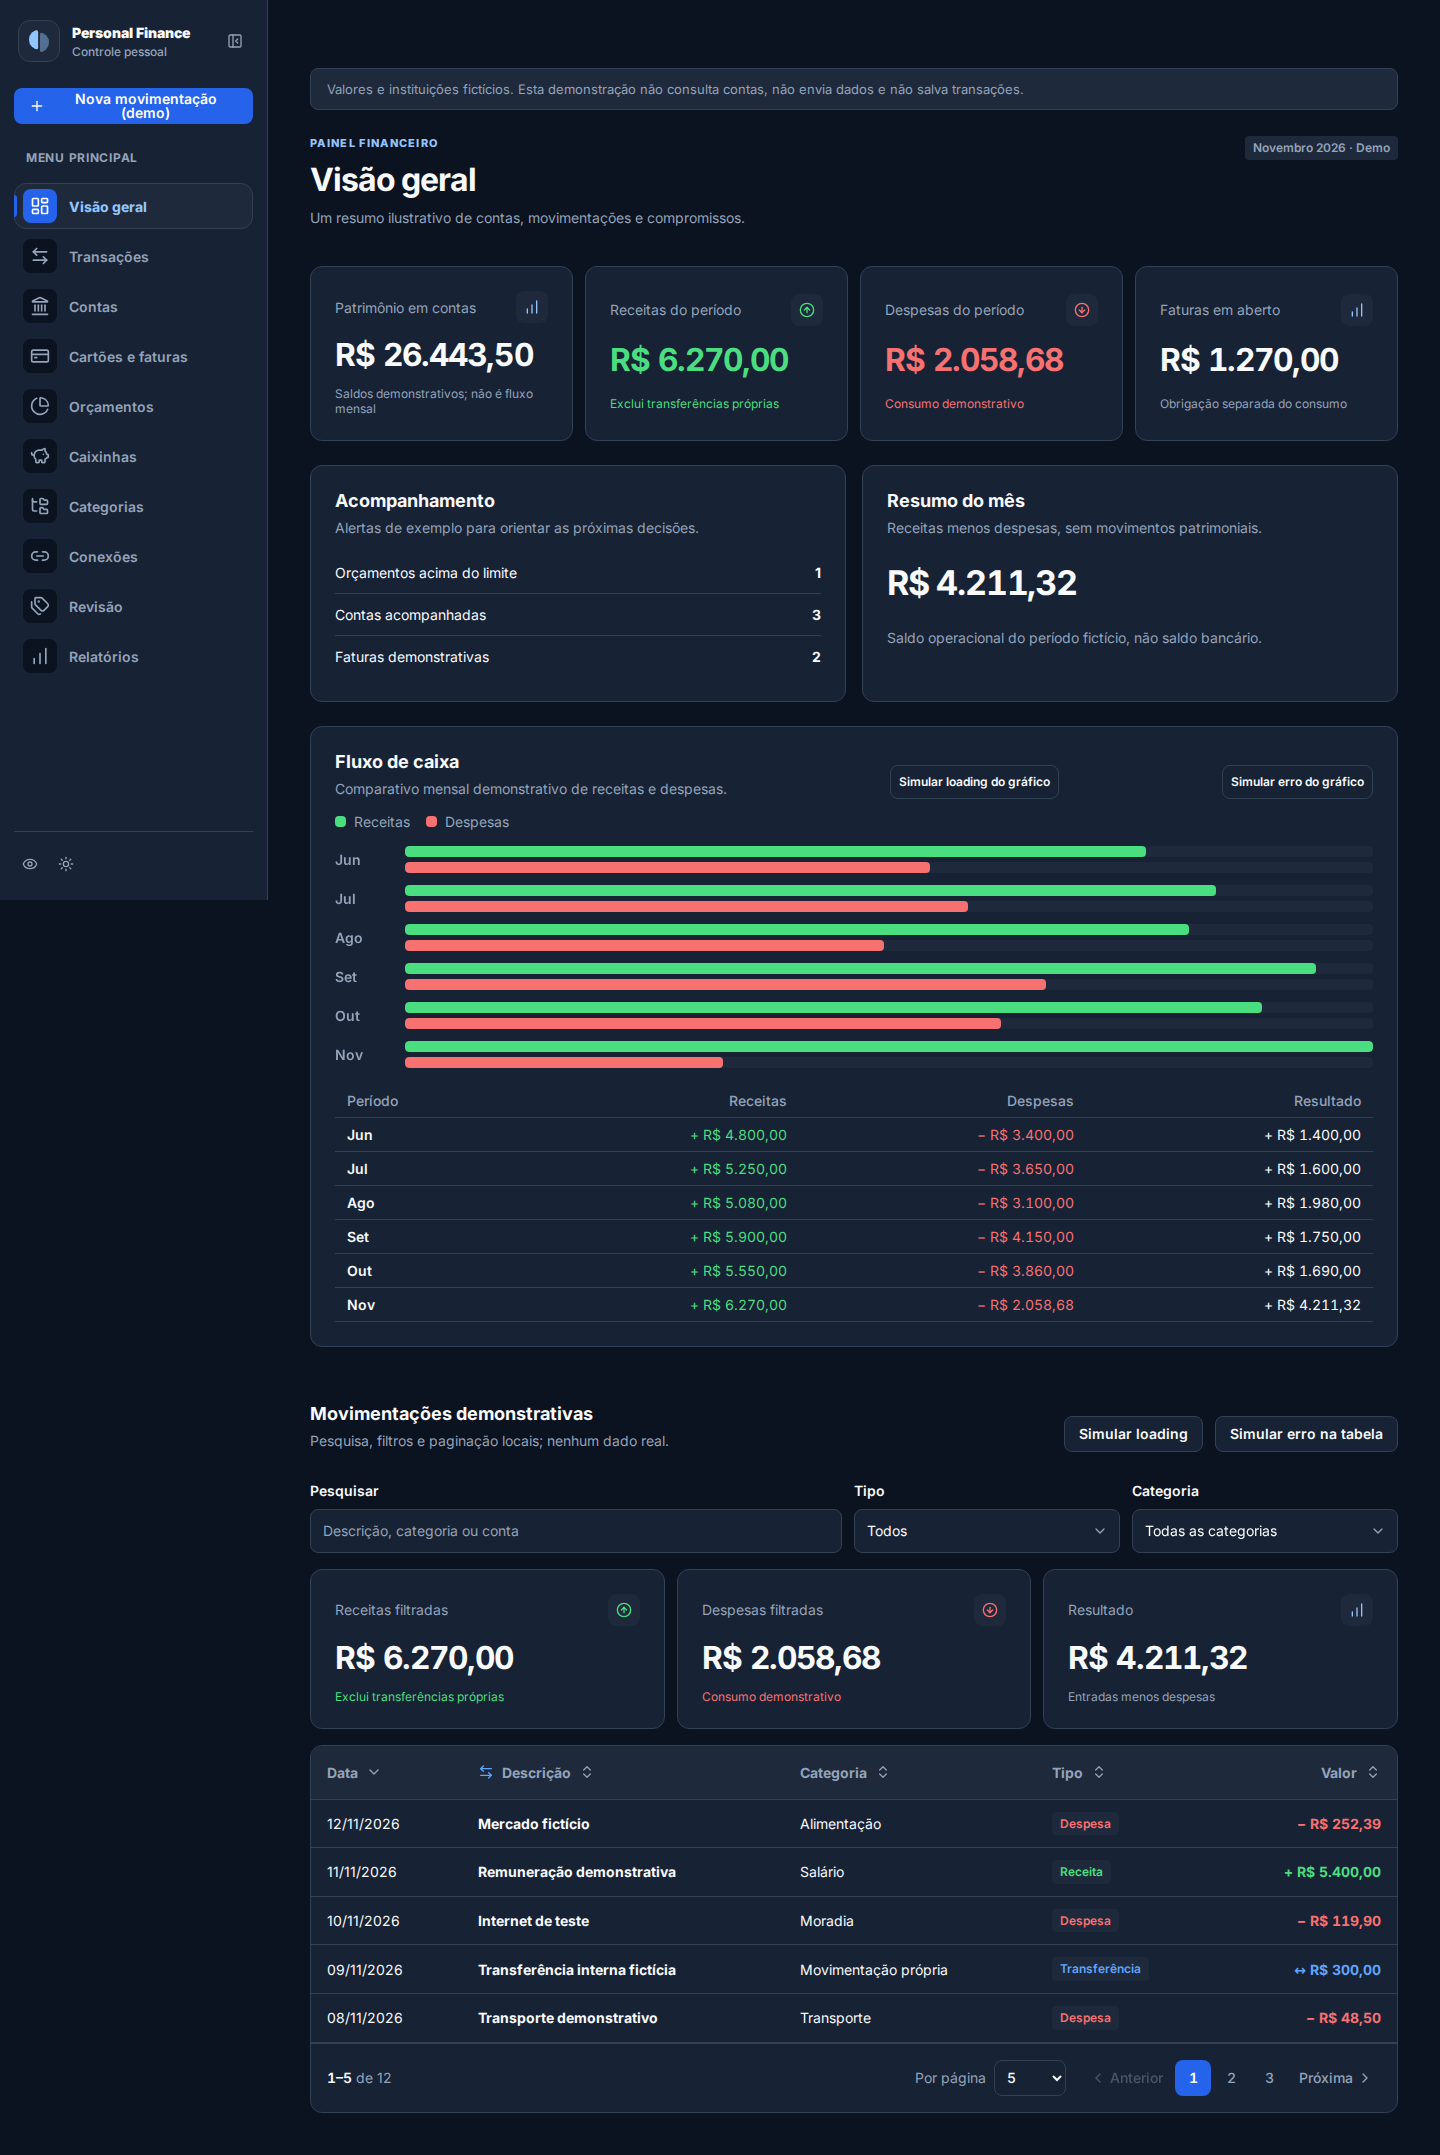 Personal Finance
Controle pessoal
Nova movimentação
(demo)
MENU PRINCIPAL
Visão geral
Transações
Contas
Cartões e faturas
Orçamentos
Caixinhas
Categorias
Conexões
Revisão
Relatórios
Valores e instituições fictícios. Esta demonstração não consulta contas, não envia dados e não salva transações.
PAINEL FINANCEIRO
Novembro 2026 · Demo
Visão geral
Um resumo ilustrativo de contas, movimentações e compromissos.
Patrimônio em contas
R$ 26.443,50
Saldos demonstrativos; não é fluxo
mensal
Receitas do período
R$ 6.270,00
Exclui transferências próprias
Despesas do período
R$ 2.058,68
Consumo demonstrativo
Faturas em aberto
R$ 1.270,00
Obrigação separada do consumo
Acompanhamento
Alertas de exemplo para orientar as próximas decisões.
Orçamentos acima do limite 1
Contas acompanhadas 3
Faturas demonstrativas 2
Resumo do mês
Receitas menos despesas, sem movimentos patrimoniais.
R$ 4.211,32
Saldo operacional do período fictício, não saldo bancário.
Fluxo de caixa
Comparativo mensal demonstrativo de receitas e despesas.
Simular loading do gráfico
Simular erro do gráfico
Receitas Despesas
Jun
Jul
Ago
Set
Out
Nov
Período Receitas Despesas Resultado
Jun + R$ 4.800,00 − R$ 3.400,00 + R$ 1.400,00
Jul + R$ 5.250,00 − R$ 3.650,00 + R$ 1.600,00
Ago + R$ 5.080,00 − R$ 3.100,00 + R$ 1.980,00
Set + R$ 5.900,00 − R$ 4.150,00 + R$ 1.750,00
Out + R$ 5.550,00 − R$ 3.860,00 + R$ 1.690,00
Nov + R$ 6.270,00 − R$ 2.058,68 + R$ 4.211,32
Movimentações demonstrativas
Pesquisa, filtros e paginação locais; nenhum dado real.
Simular loading
Simular erro na tabela
Pesquisar
Descrição, categoria ou conta
Tipo
Todos
Categoria
Todas as categorias
Receitas filtradas
R$ 6.270,00
Exclui transferências próprias
Despesas filtradas
R$ 2.058,68
Consumo demonstrativo
Resultado
R$ 4.211,32
Entradas menos despesas
Data Descrição Categoria Tipo Valor
12/11/2026 Mercado fictício Alimentação Despesa − R$ 252,39
11/11/2026 Remuneração demonstrativa Salário Receita + R$ 5.400,00
10/11/2026 Internet de teste Moradia Despesa − R$ 119,90
09/11/2026 Transferência interna fictícia Movimentação própria Transferência ↔ R$ 300,00
08/11/2026 Transporte demonstrativo Transporte Despesa − R$ 48,50
1–5 de 12 Por página 5 Anterior 1 2 3 Próxima